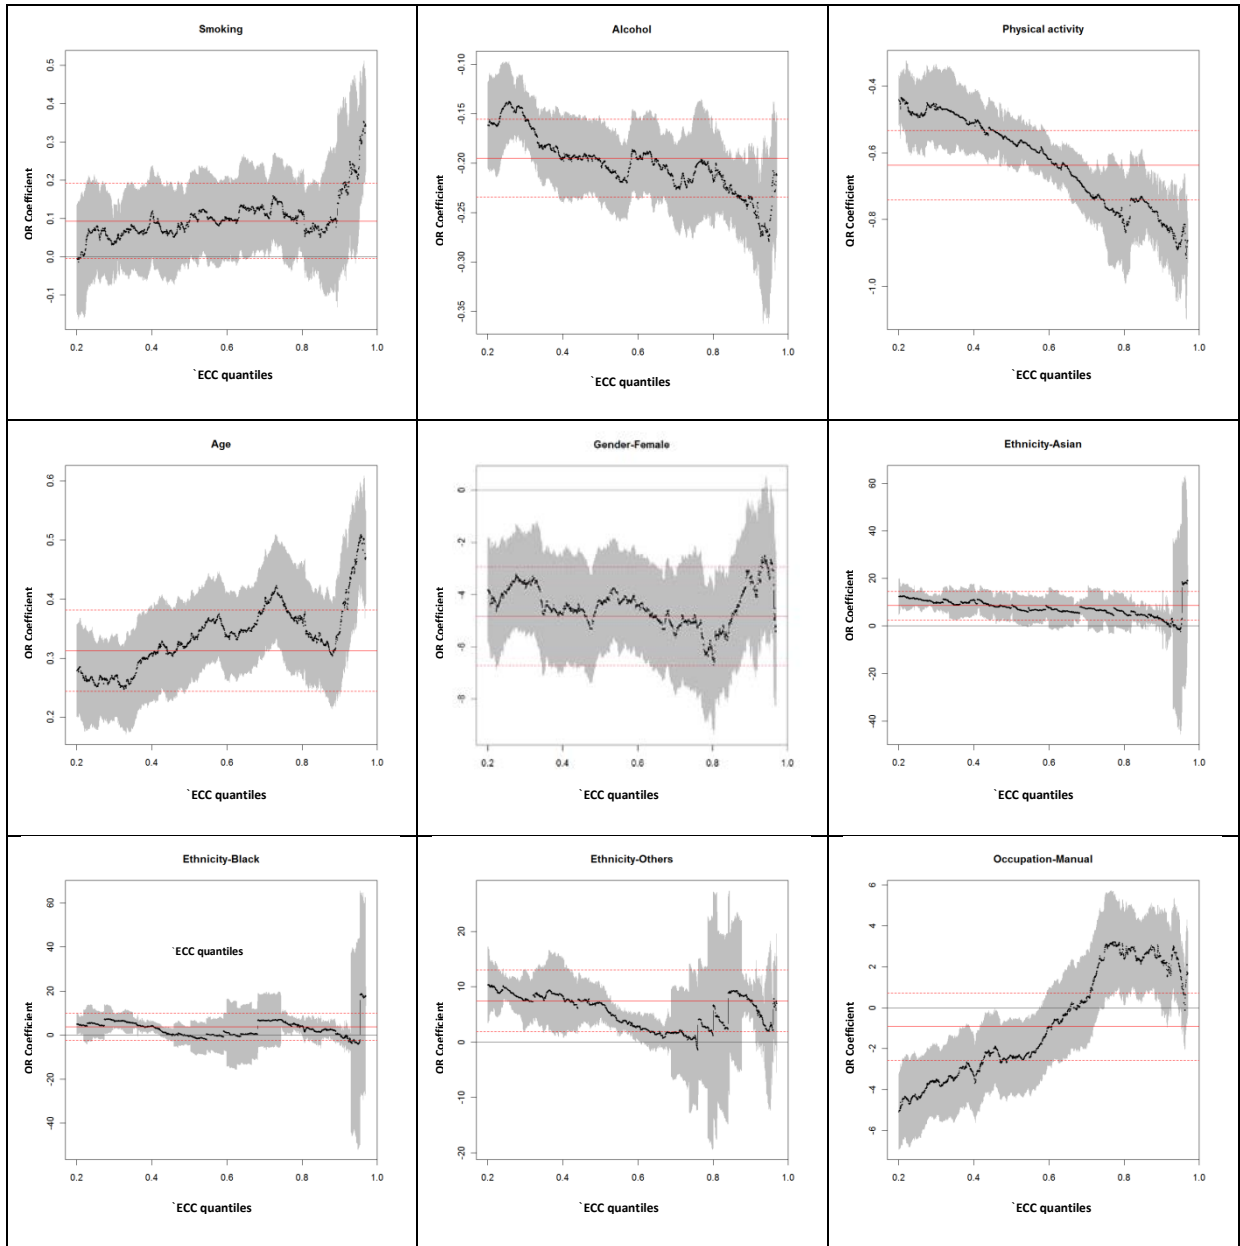 Smoking
0.5
0.4
0.3
0.2
0.1
0.0
-0.1
QR Coefficient
0.2 0.4 0.6 0.8 1.0
`ECC quantiles
Alcohol
-0.10
-0.15
-0.20
-0.25
-0.30
-0.35
QR Coefficient
0.2 0.4 0.6 0.8 1.0
`ECC quantiles
Physical activity
-0.4
-0.6
-0.8
-1.0
QR Coefficient
0.2 0.4 0.6 0.8 1.0
`ECC quantiles
Age
0.6
0.5
0.4
0.3
0.2
QR Coefficient
0.2 0.4 0.6 0.8 1.0
`ECC quantiles
Gender-Female
0
-2
-4
-6
-8
QR Coefficient
0.2 0.4 0.6 0.8 1.0
`ECC quantiles
Ethnicity-Asian
60
40
20
0
-20
-40
QR Coefficient
0.2 0.4 0.6 0.8 1.0
`ECC quantiles
Ethnicity-Black
60
40
20
0
-20
-40
QR Coefficient
`ECC quantiles
0.2 0.4 0.6 0.8 1.0
`ECC quantiles
Ethnicity-Others
20
10
0
-10
-20
QR Coefficient
0.2 0.4 0.6 0.8 1.0
`ECC quantiles
Occupation-Manual
6
4
2
0
-2
-4
-6
QR Coefficient
0.2 0.4 0.6 0.8 1.0
`ECC quantiles